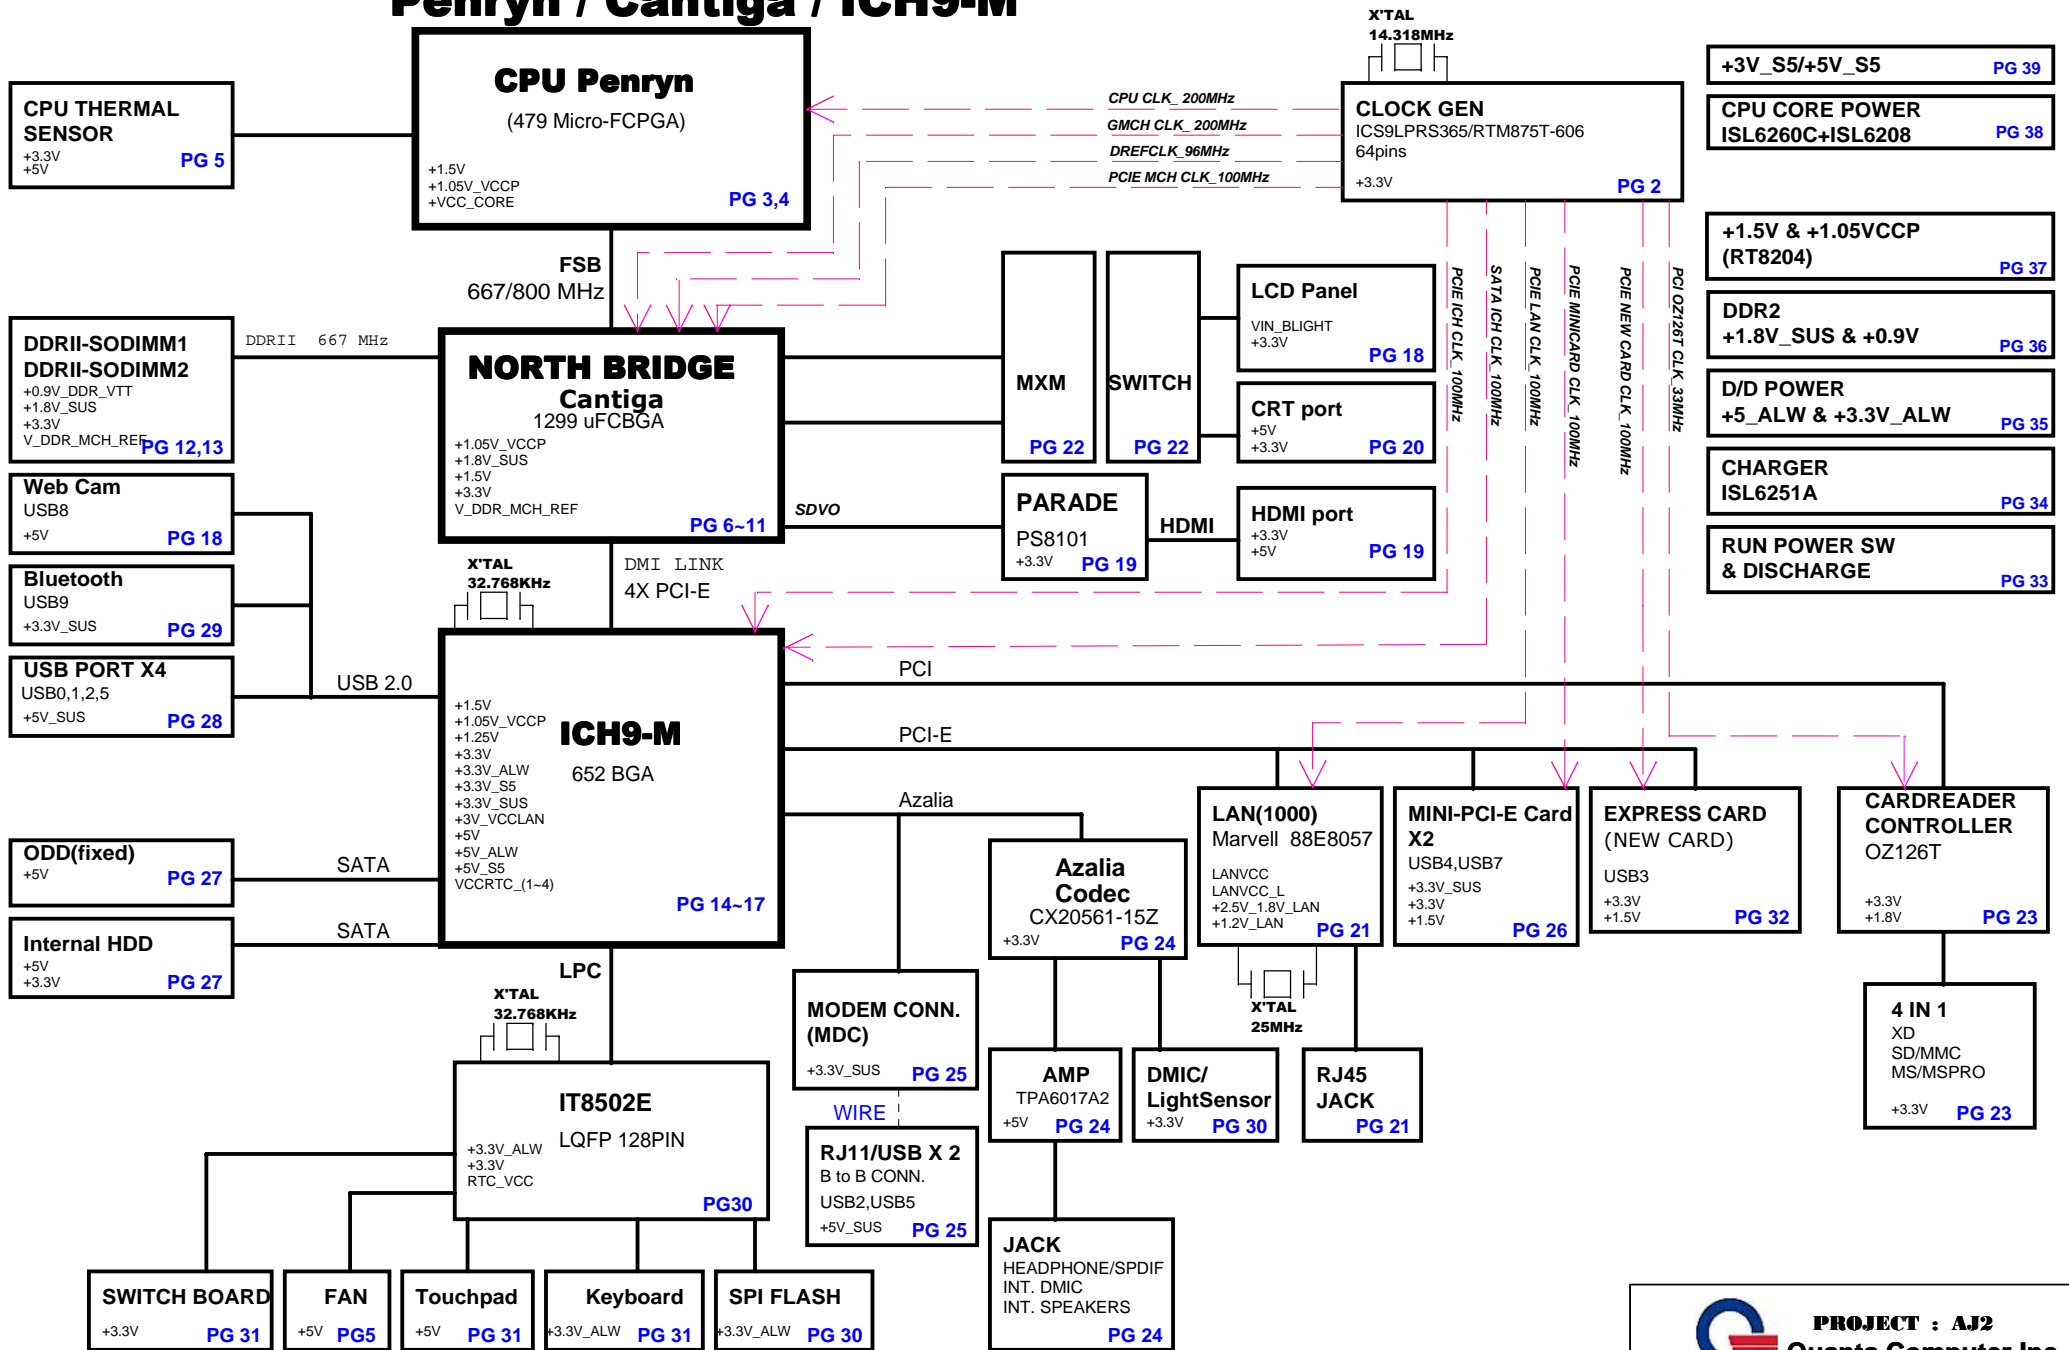 Penryn / Cantiga / ICH9-M
X'TAL
14.318MHz
CPU Penryn
(479 Micro-FCPGA)
+1.5V
+1.05V_VCCP
+VCC_CORE
PG 3,4
CPU THERMAL
SENSOR
+3.3V
+5V
PG 5
CPU CLK_ 200MHz
GMCH CLK_ 200MHz
DREFCLK_96MHz
PCIE MCH CLK_100MHz
CLOCK GEN
ICS9LPRS365/RTM875T-606
64pins
+3.3V
PG 2
+3V_S5/+5V_S5
PG 39
CPU CORE POWER
ISL6260C+ISL6208
PG 38
+1.5V & +1.05VCCP
(RT8204)
PG 37
DDR2
+1.8V_SUS & +0.9V
PG 36
D/D POWER
+5_ALW & +3.3V_ALW
PG 35
CHARGER
ISL6251A
PG 34
RUN POWER SW
& DISCHARGE
PG 33
FSB
667/800 MHz
DDRII-SODIMM1
DDRII-SODIMM2
+0.9V_DDR_VTT
+1.8V_SUS
+3.3V
V_DDR_MCH_REF
PG 12,13
DDRII 667 MHz
NORTH BRIDGE
Cantiga
1299 uFCBGA
+1.05V_VCCP
+1.8V_SUS
+1.5V
+3.3V
V_DDR_MCH_REF
PG 6~11
MXM
PG 22
SWITCH
PG 22
LCD Panel
VIN_BLIGHT
+3.3V
PG 18
CRT port
+5V
+3.3V
PG 20
SDVO
PARADE
PS8101
+3.3V
PG 19
HDMI
HDMI port
+3.3V
+5V
PG 19
PCIE ICH CLK_100MHz
SATA ICH CLK_100MHz
PCIE LAN CLK_100MHz
PCIE MINICARD CLK_100MHz
PCIE NEW CARD CLK_100MHz
PCI OZ126T CLK_33MHz
Web Cam
USB8
+5V
PG 18
Bluetooth
USB9
+3.3V_SUS
PG 29
USB PORT X4
USB0,1,2,5
+5V_SUS
PG 28
USB 2.0
X'TAL
32.768KHz
DMI LINK
4X PCI-E
ICH9-M
652 BGA
+1.5V
+1.05V_VCCP
+1.25V
+3.3V
+3.3V_ALW
+3.3V_S5
+3.3V_SUS
+3V_VCCLAN
+5V
+5V_ALW
+5V_S5
VCCRTC_(1~4)
PG 14~17
PCI
PCI-E
Azalia
ODD(fixed)
+5V
PG 27
SATA
Internal HDD
+5V
+3.3V
PG 27
SATA
Azalia
Codec
CX20561-15Z
+3.3V
PG 24
LAN(1000)
Marvell 88E8057
LANVCC
LANVCC_L
+2.5V_1.8V_LAN
+1.2V_LAN
PG 21
MINI-PCI-E Card
X2
USB4,USB7
+3.3V_SUS
+3.3V
+1.5V
PG 26
EXPRESS CARD
(NEW CARD)
USB3
+3.3V
+1.5V
PG 32
CARDREADER
CONTROLLER
OZ126T
+3.3V
+1.8V
PG 23
LPC
X'TAL
32.768KHz
X'TAL
25MHz
MODEM CONN.
(MDC)
+3.3V_SUS
PG 25
WIRE
RJ11/USB X 2
B to B CONN.
USB2,USB5
+5V_SUS
PG 25
AMP
TPA6017A2
+5V
PG 24
DMIC/
LightSensor
+3.3V
PG 30
RJ45
JACK
PG 21
4 IN 1
XD
SD/MMC
MS/MSPRO
+3.3V
PG 23
IT8502E
LQFP 128PIN
+3.3V_ALW
+3.3V
RTC_VCC
PG30
JACK
HEADPHONE/SPDIF
INT. DMIC
INT. SPEAKERS
PG 24
SWITCH BOARD
+3.3V
PG 31
FAN
+5V
PG5
Touchpad
+5V
PG 31
Keyboard
+3.3V_ALW
PG 31
SPI FLASH
+3.3V_ALW
PG 30
PROJECT : AJ2
Quanta Computer Inc